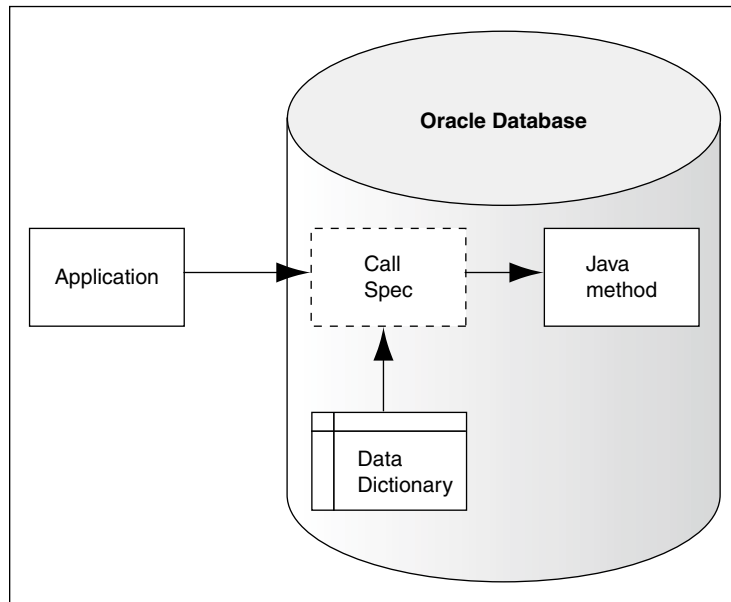 Oracle Database
Application
Call
Spec
Java
method
Data
Dictionary